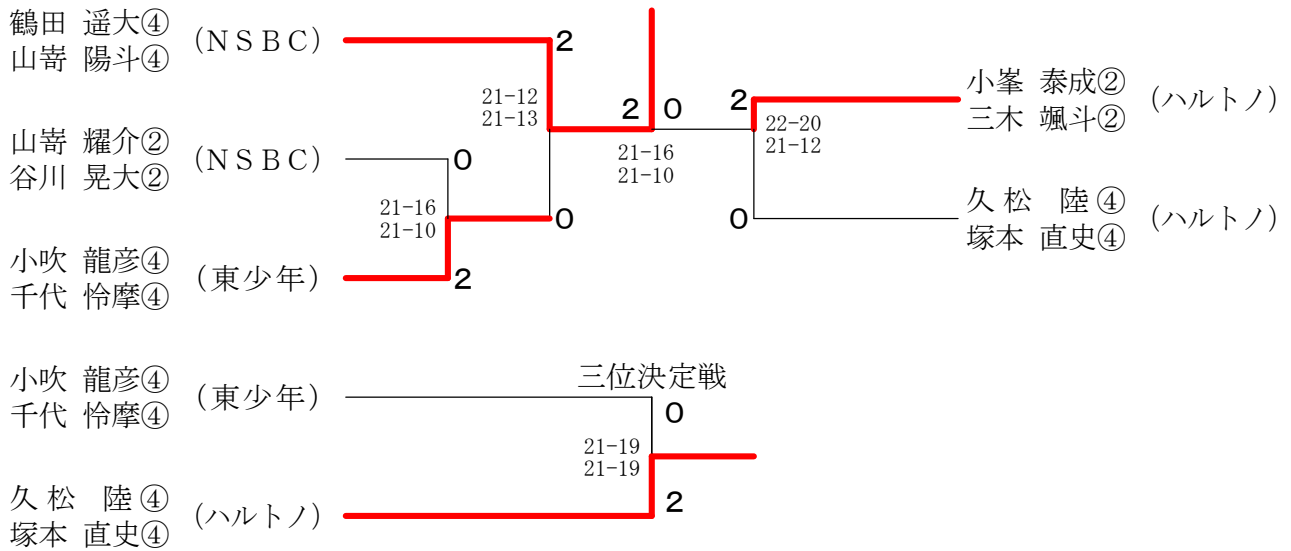 鶴田 遥大④
山嵜 陽斗④
(ＮＳＢＣ)
2
21-12
21-13
2
0
2
22-20
21-12
小峯 泰成②
三木 颯斗②
(ハルトノ)
山嵜 耀介②
谷川 晃大②
(ＮＳＢＣ)
0
21-16
21-10
21-16
21-10
0
0
久松 陸④
塚本 直史④
(ハルトノ)
小吹 龍彦④
千代 怜摩④
(東少年)
2
小吹 龍彦④
千代 怜摩④
(東少年)
三位決定戦
0
21-19
21-19
久松 陸④
塚本 直史④
(ハルトノ)
2